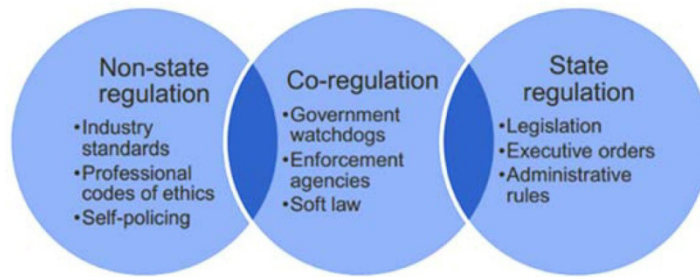 Non-state
regulation
•Industry
standards
•Professional
codes of ethics
•Self-policing
Co-regulation
•Government
watchdogs
•Enforcement
agencies
•Soft law
State
regulation
•Legislation
•Executive orders
•Administrative
rules